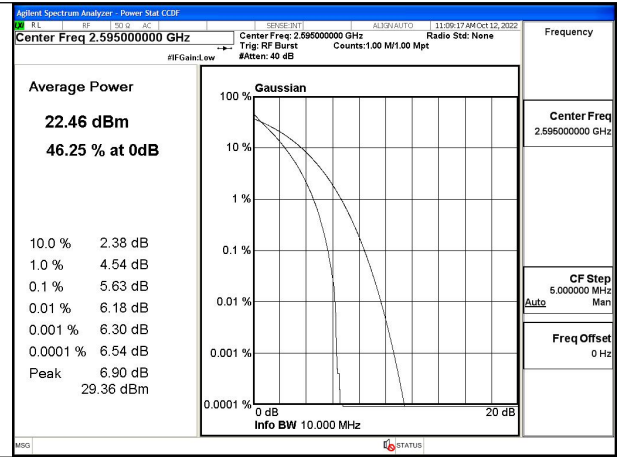 Agilent Spectrum Analyzer - Power Stat CCDF
RL RF 50 Ω AC SENSE:INT ALIGNAUTO 11:09:17 AM Oct 12, 2022
Center Freq 2.595000000 GHz
Center Freq: 2.595000000 GHz Radio Std: None
Trig: RF Burst Counts:1.00 M/1.00 Mpt
#IFGain:Low #Atten: 40 dB
Frequency
Average Power
22.46 dBm
46.25 % at 0dB
10.0 % 2.38 dB
1.0 % 4.54 dB
0.1 % 5.63 dB
0.01 % 6.18 dB
0.001 % 6.30 dB
0.0001 % 6.54 dB
Peak 6.90 dB
29.36 dBm
Gaussian
100 %
10 %
1 %
0.1 %
0.01 %
0.001 %
0.0001 %
0 dB 20 dB
Info BW 10.000 MHz
Center Freq
2.595000000 GHz
CF Step
5.000000 MHz
Auto Man
Freq Offset
0 Hz
MSG STATUS